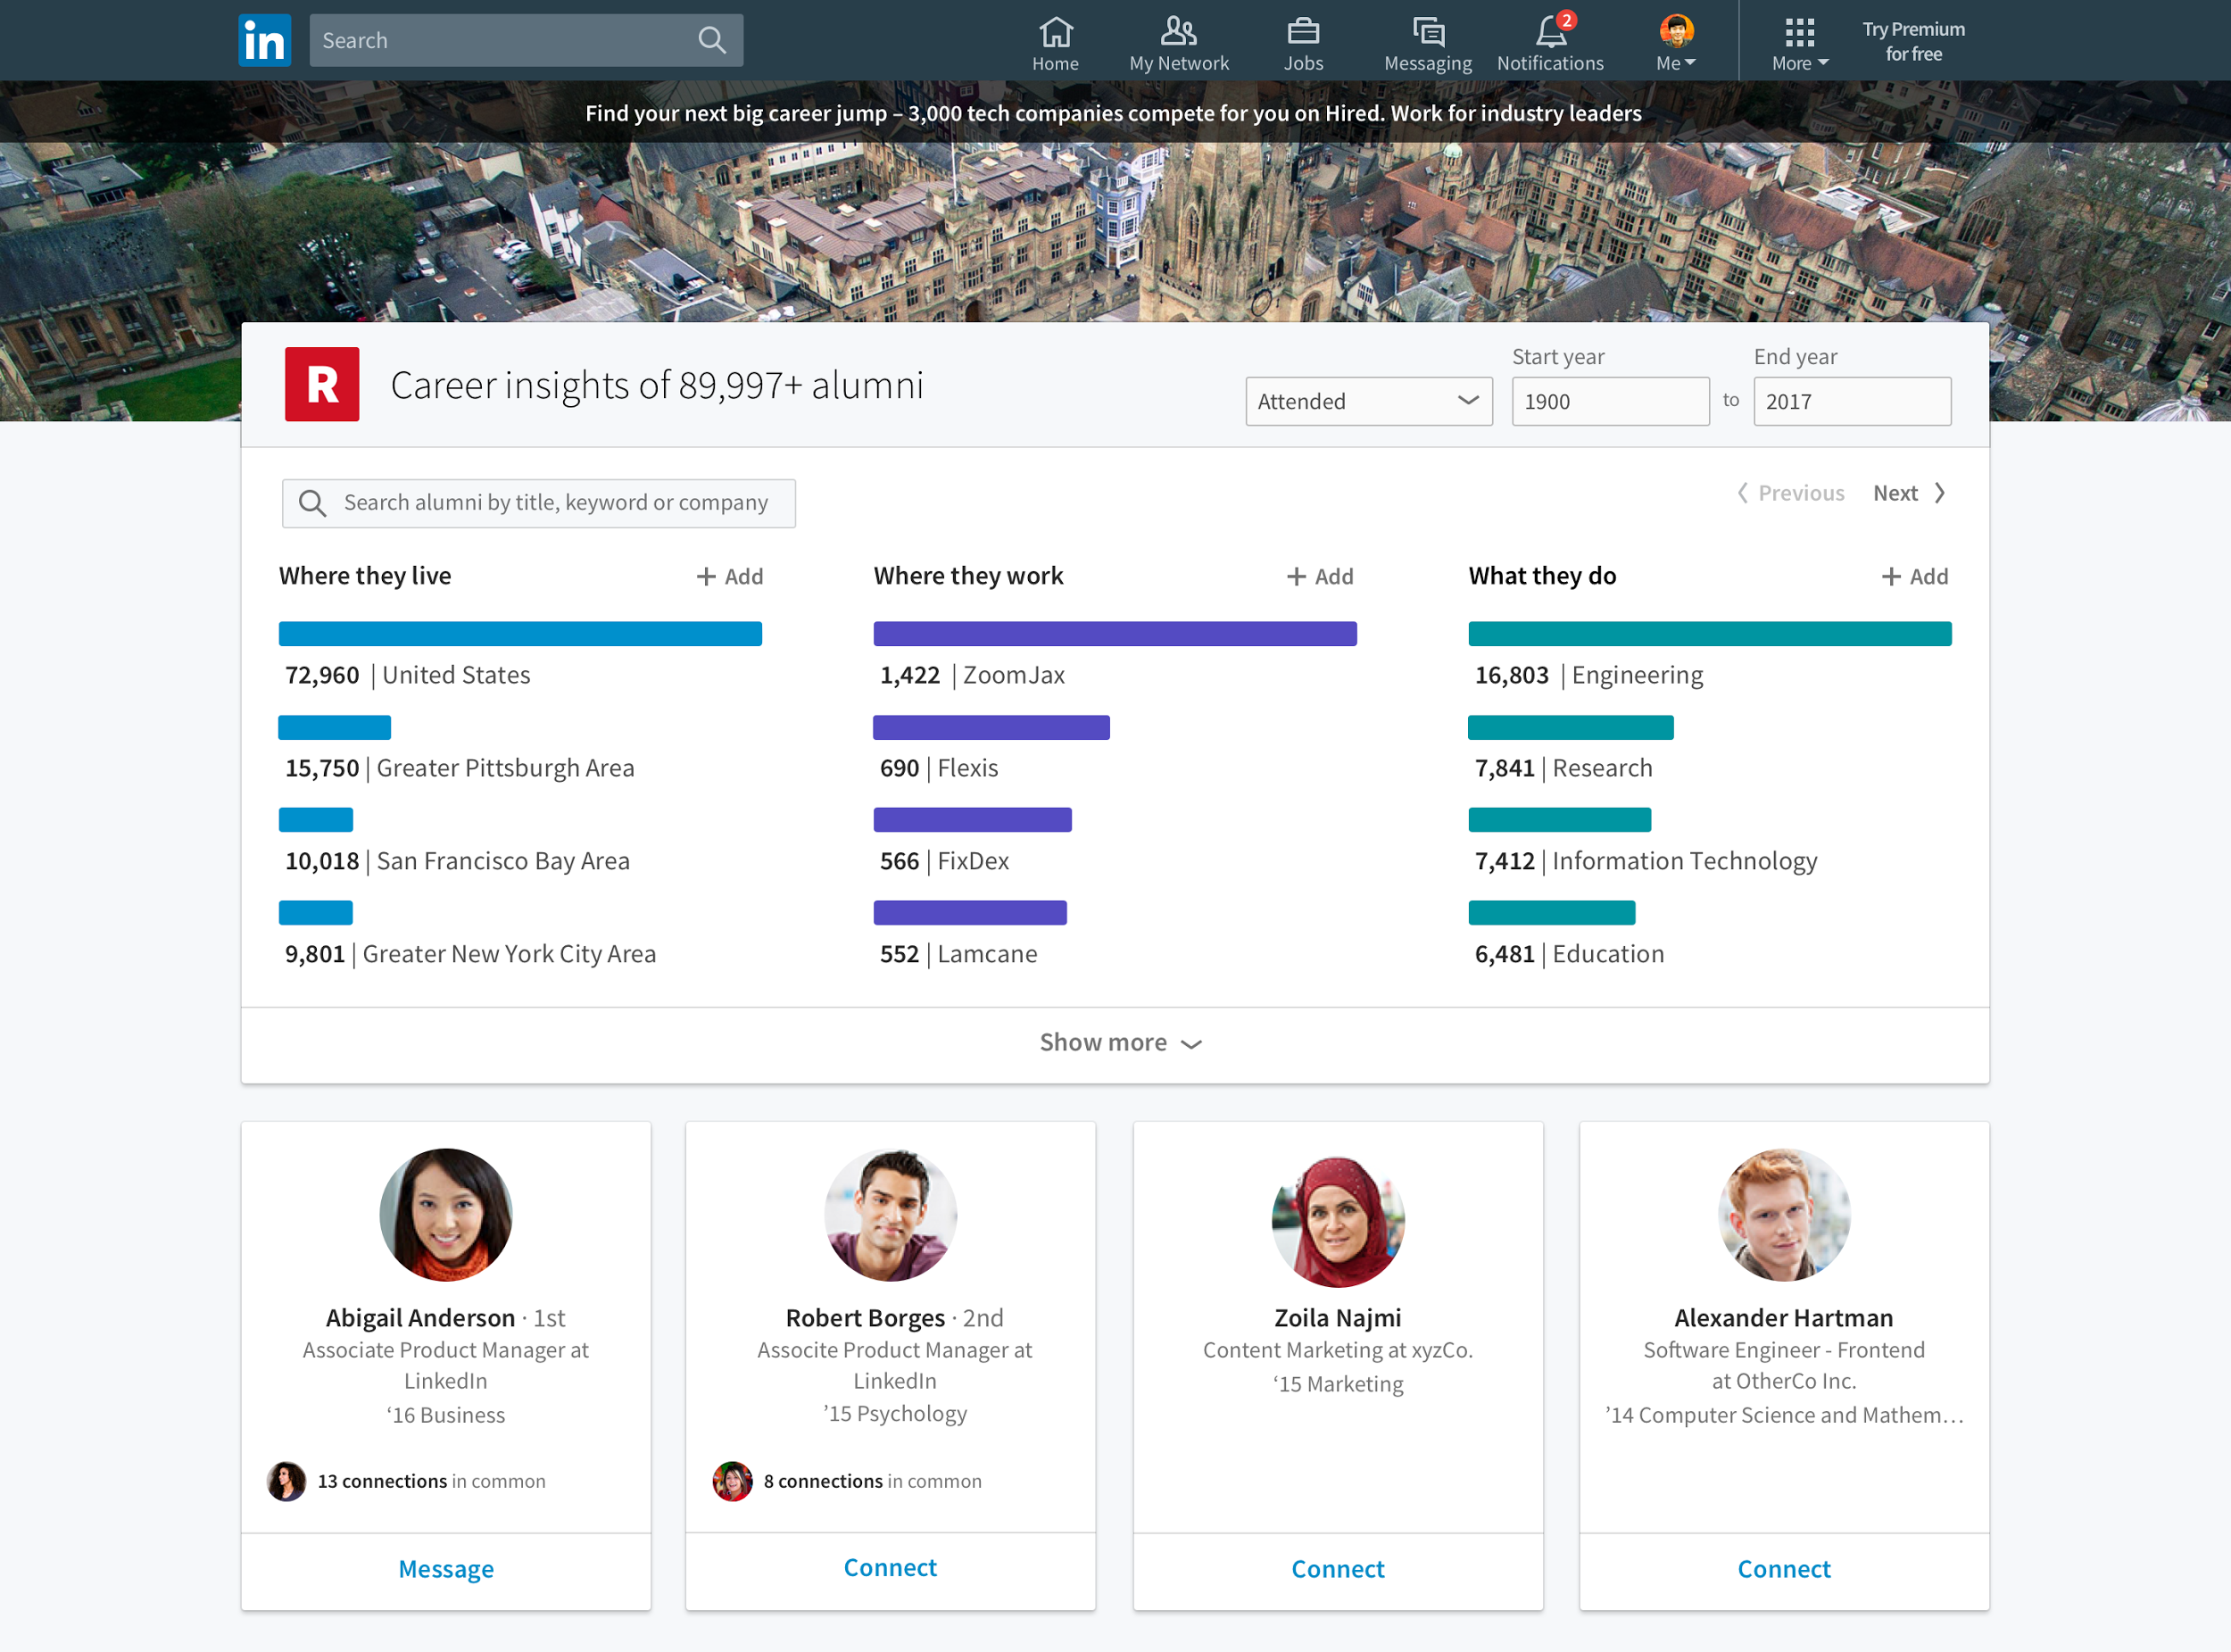 in
Search
Home
My Network
Jobs
Messaging
2
Notifications
Me
More
Try Premium
for free
Find your next big career jump – 3,000 tech companies compete for you on Hired. Work for industry leaders
R
Career insights of 89,997+ alumni
Attended
Start year
1900
to
End year
2017
Search alumni by title, keyword or company
Previous
Next
Where they live
+ Add
72,960 | United States
15,750 | Greater Pittsburgh Area
10,018 | San Francisco Bay Area
9,801 | Greater New York City Area
Where they work
+ Add
1,422 | ZoomJax
690 | Flexis
566 | FixDex
552 | Lamcane
What they do
+ Add
16,803 | Engineering
7,841 | Research
7,412 | Information Technology
6,481 | Education
Show more
Abigail Anderson · 1st
Associate Product Manager at
LinkedIn
‘16 Business
13 connections in common
Message
Robert Borges · 2nd
Associte Product Manager at
LinkedIn
’15 Psychology
8 connections in common
Connect
Zoila Najmi
Content Marketing at xyzCo.
‘15 Marketing
Connect
Alexander Hartman
Software Engineer - Frontend
at OtherCo Inc.
’14 Computer Science and Mathem…
Connect